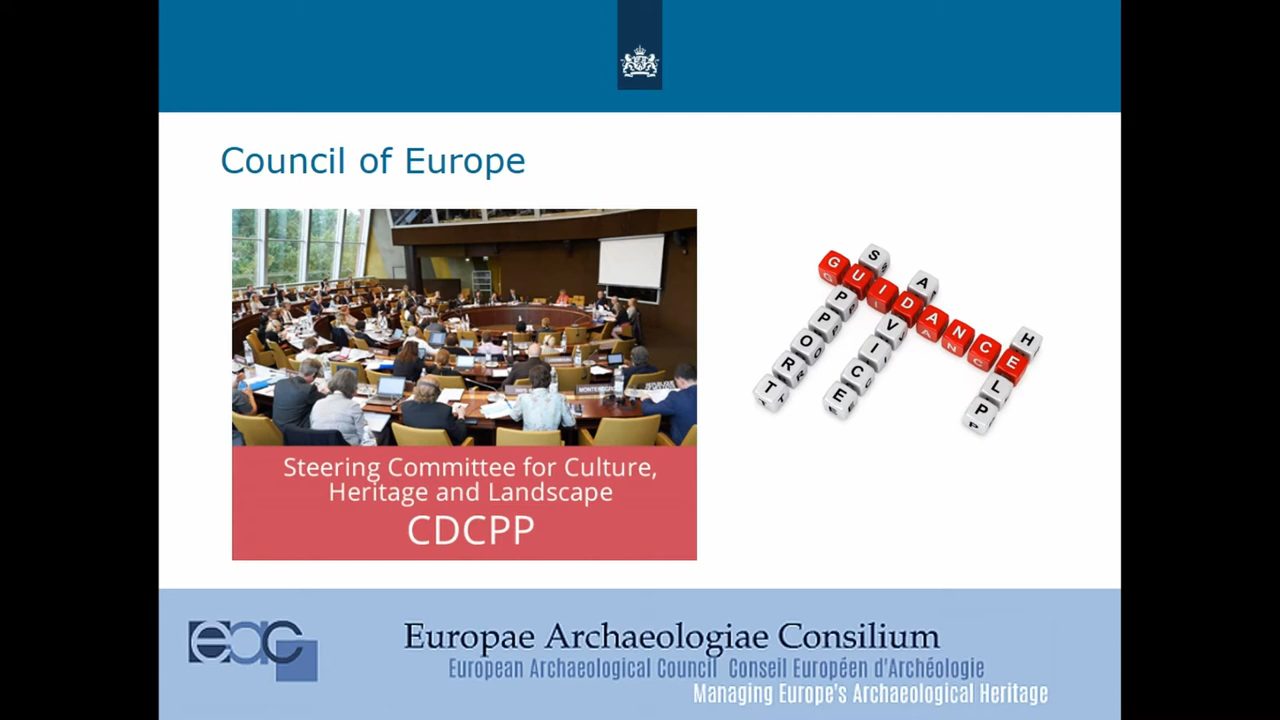 Council of Europe
GUIDANCE
SUPPORT
ADVICE
HELP
Steering Committee for Culture,
Heritage and Landscape
CDCPP
eac
Europae Archaeologiae Consilium
European Archaeological Council Conseil Européen d'Archéologie
Managing Europe's Archaeological Heritage